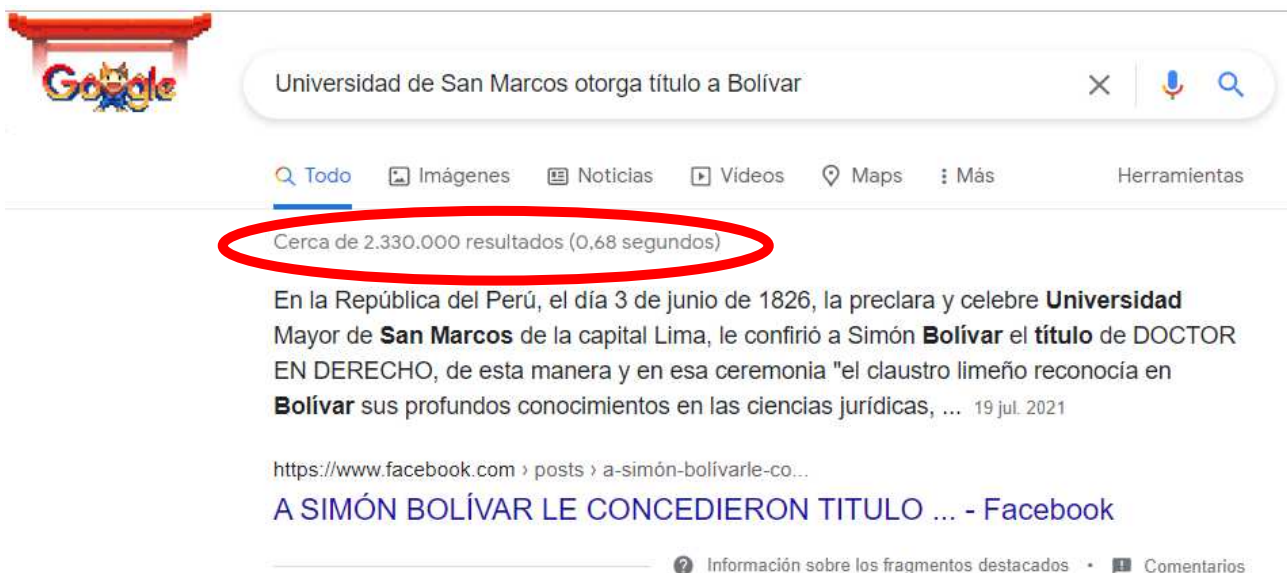 Google
Universidad de San Marcos otorga título a Bolívar
Todo Imágenes Noticias Vídeos Maps Más Herramientas
Cerca de 2.330.000 resultados (0,68 segundos)
En la República del Perú, el día 3 de junio de 1826, la preclara y celebre Universidad
Mayor de San Marcos de la capital Lima, le confirió a Simón Bolívar el título de DOCTOR
EN DERECHO, de esta manera y en esa ceremonia "el claustro limeño reconocía en
Bolívar sus profundos conocimientos en las ciencias jurídicas, ... 19 jul. 2021
https://www.facebook.com › posts › a-simón-bolívarle-co...
A SIMÓN BOLÍVAR LE CONCEDIERON TITULO ... - Facebook
Información sobre los fragmentos destacados • Comentarios